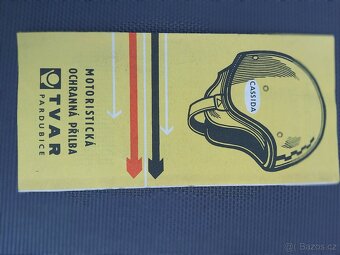 MOTORISTICKÁ
OCHRANNÁ PŘILBA
TVAR
PARDUBICE
CASSIDA
Bazos.cz